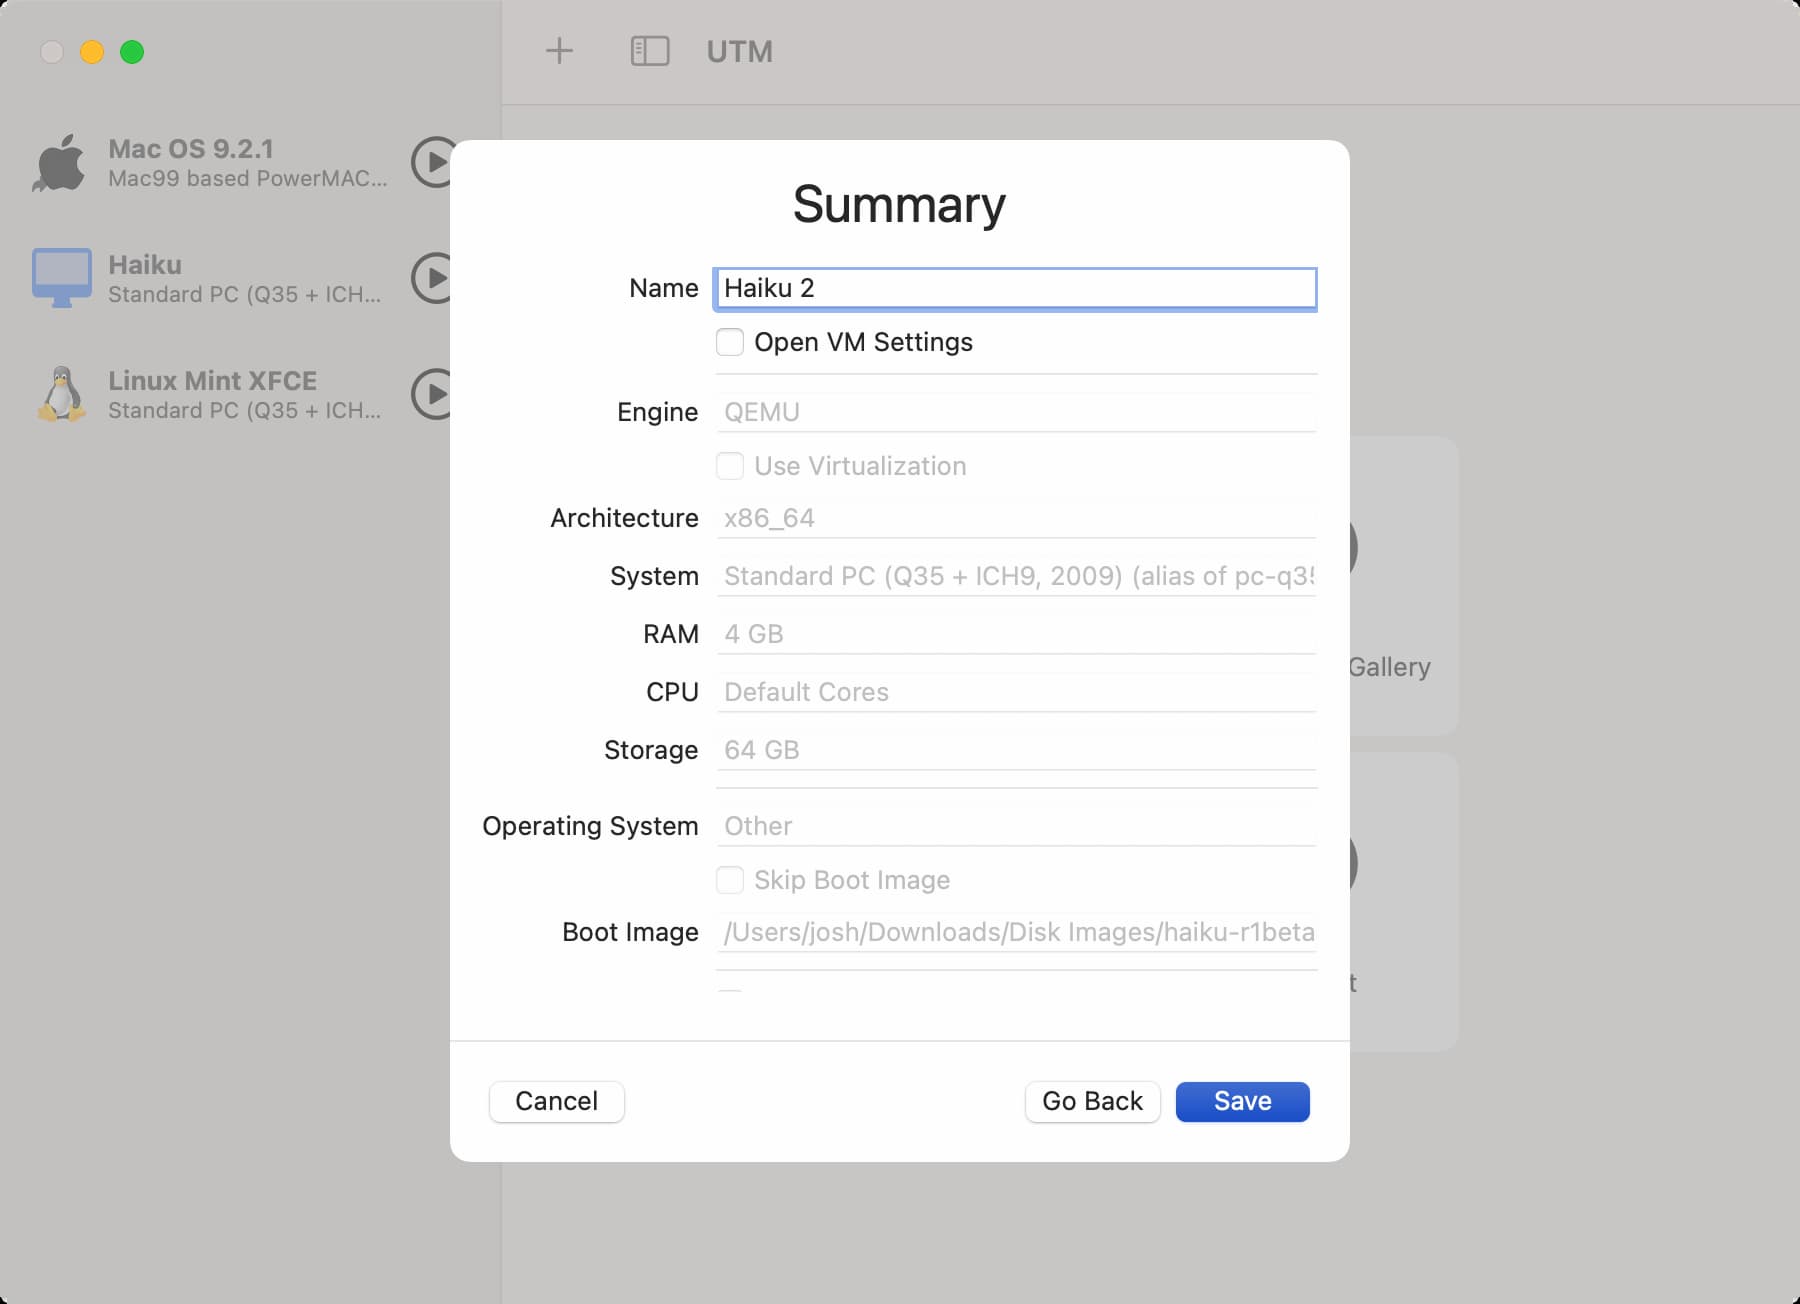 UTM
Mac OS 9.2.1
Mac99 based PowerMAC...
Haiku
Standard PC (Q35 + ICH...
Linux Mint XFCE
Standard PC (Q35 + ICH...
Summary
Name Haiku 2
Open VM Settings
Engine QEMU
Use Virtualization
Architecture x86_64
System Standard PC (Q35 + ICH9, 2009) (alias of pc-q35
RAM 4 GB
CPU Default Cores
Storage 64 GB
Operating System Other
Skip Boot Image
Boot Image /Users/josh/Downloads/Disk Images/haiku-r1beta
Gallery
t
Cancel
Go Back
Save